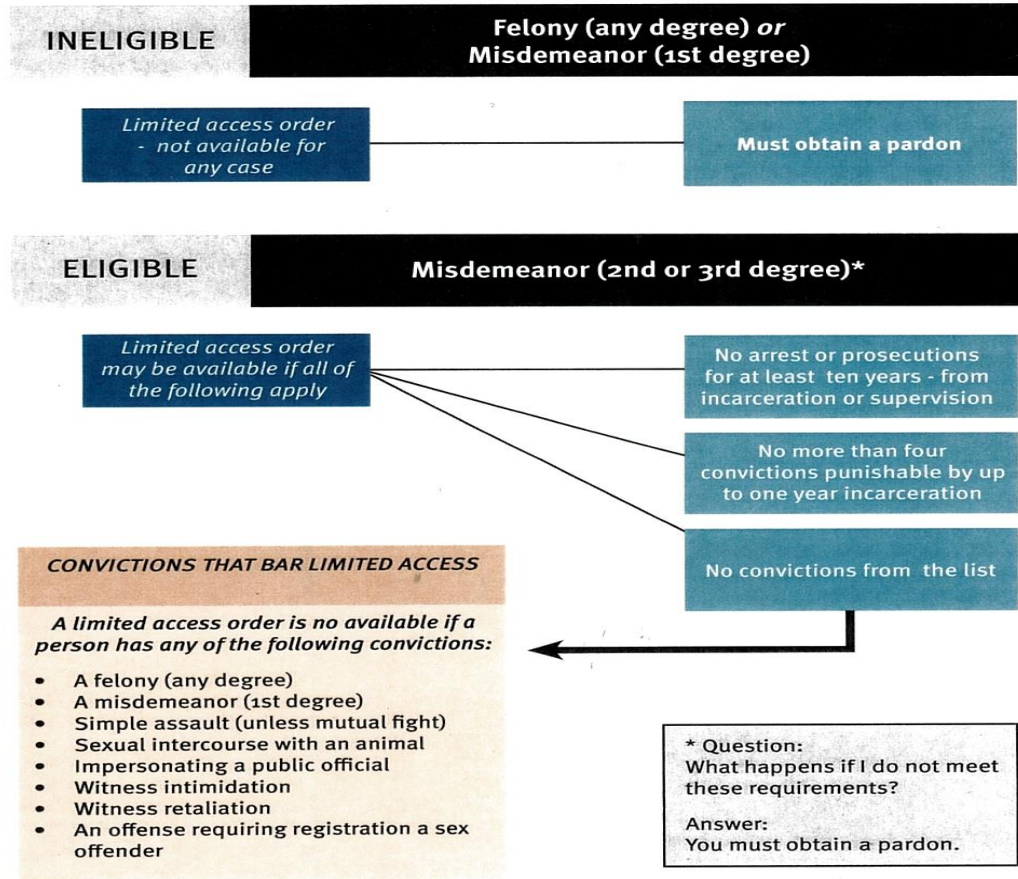 INELIGIBLE
Felony (any degree) or
Misdemeanor (1st degree)
Limited access order
- not available for
any case
Must obtain a pardon
ELIGIBLE
Misdemeanor (2nd or 3rd degree)*
Limited access order
may be available if all of
the following apply
No arrest or prosecutions
for at least ten years - from
incarceration or supervision
No more than four
convictions punishable by up
to one year incarceration
No convictions from the list
CONVICTIONS THAT BAR LIMITED ACCESS
A limited access order is no available if a
person has any of the following convictions:
• A felony (any degree)
• A misdemeanor (1st degree)
• Simple assault (unless mutual fight)
• Sexual intercourse with an animal
• Impersonating a public official
• Witness intimidation
• Witness retaliation
• An offense requiring registration a sex
offender
* Question:
What happens if I do not meet
these requirements?
Answer:
You must obtain a pardon.